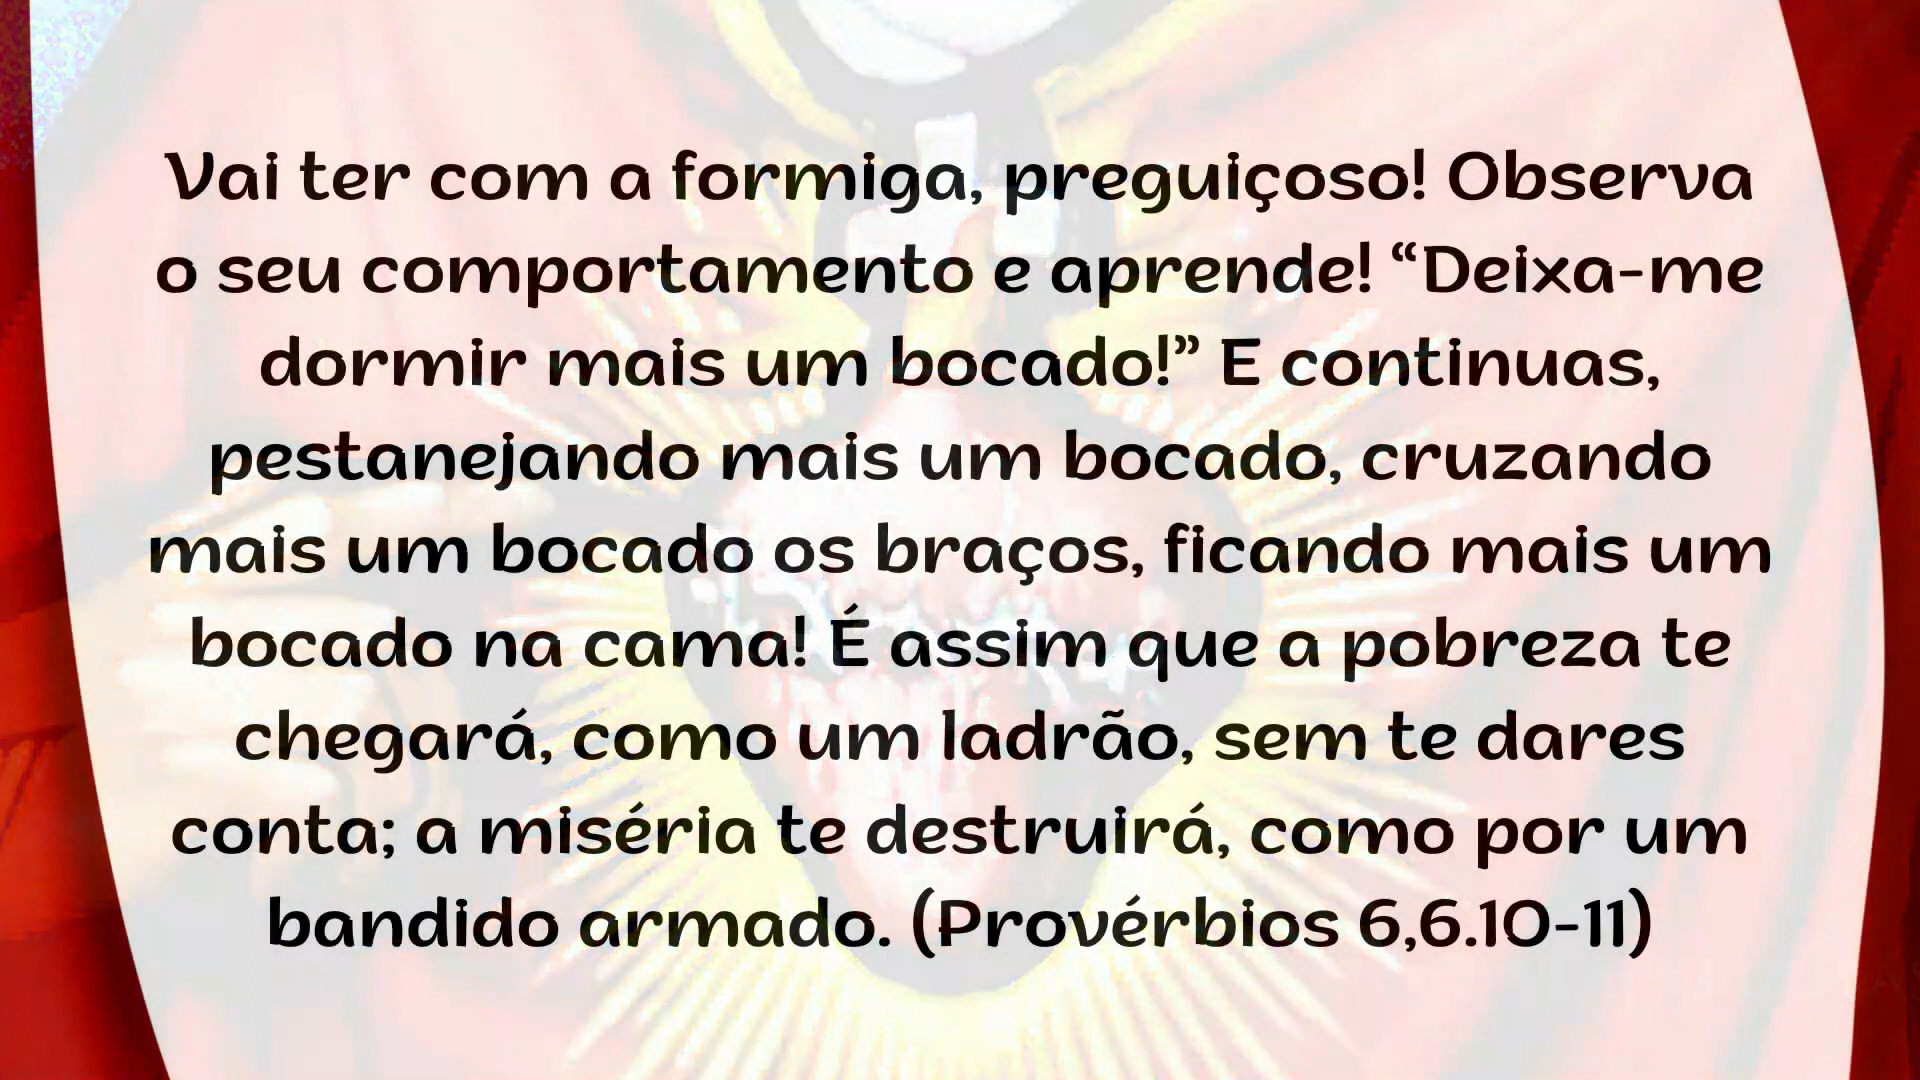 Vai ter com a formiga, preguiçoso! Observa
o seu comportamento e aprende! “Deixa-me
dormir mais um bocado!” E continuas,
pestanejando mais um bocado, cruzando
mais um bocado os braços, ficando mais um
bocado na cama! É assim que a pobreza te
chegará, como um ladrão, sem te dares
conta; a miséria te destruirá, como por um
bandido armado. (Provérbios 6,6.10-11)